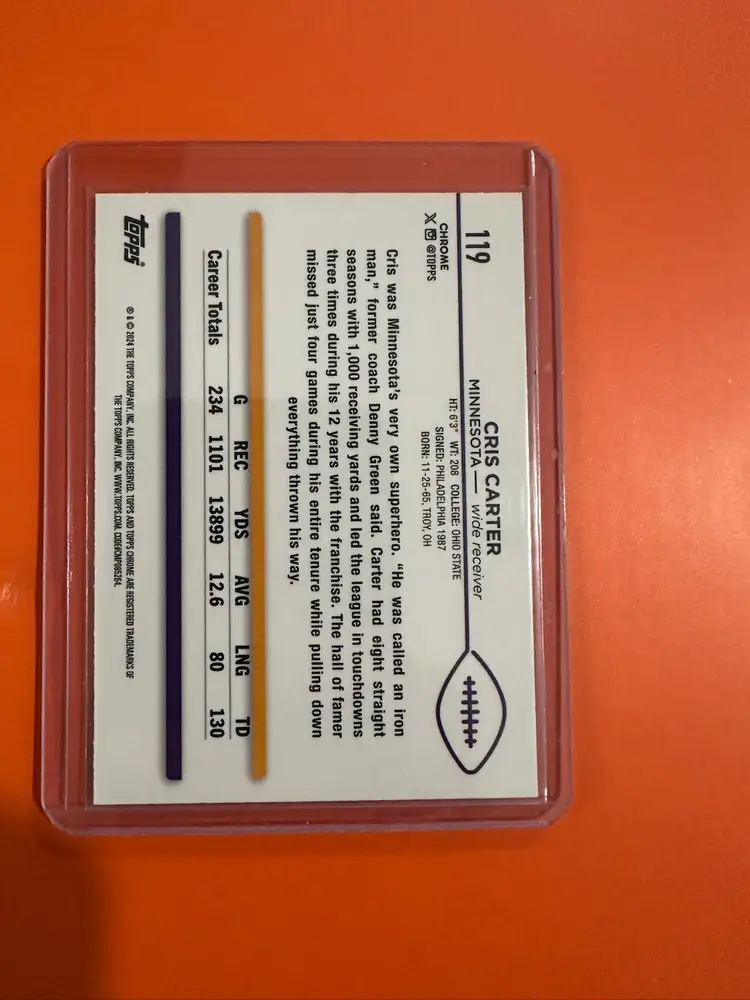 119
CHROME
@TOPPS
CRIS CARTER
MINNESOTA — wide receiver
HT: 6'3" WT: 208 COLLEGE: OHIO STATE
SIGNED: PHILADELPHIA 1987
BORN: 11-25-65, TROY, OH
Cris was Minnesota's very own superhero. "He was called an iron
man," former coach Denny Green said. Carter had eight straight
seasons with 1,000 receiving yards and led the league in touchdowns
three times during his 12 years with the franchise. The hall of famer
missed just four games during his entire tenure while pulling down
everything thrown his way.
G REC YDS AVG LNG TD
Career Totals 234 1101 13899 12.6 80 130
topps
® & © 2024 THE TOPPS COMPANY, INC. ALL RIGHTS RESERVED. TOPPS AND TOPPS CHROME ARE REGISTERED TRADEMARKS OF
THE TOPPS COMPANY, INC. WWW.TOPPS.COM.